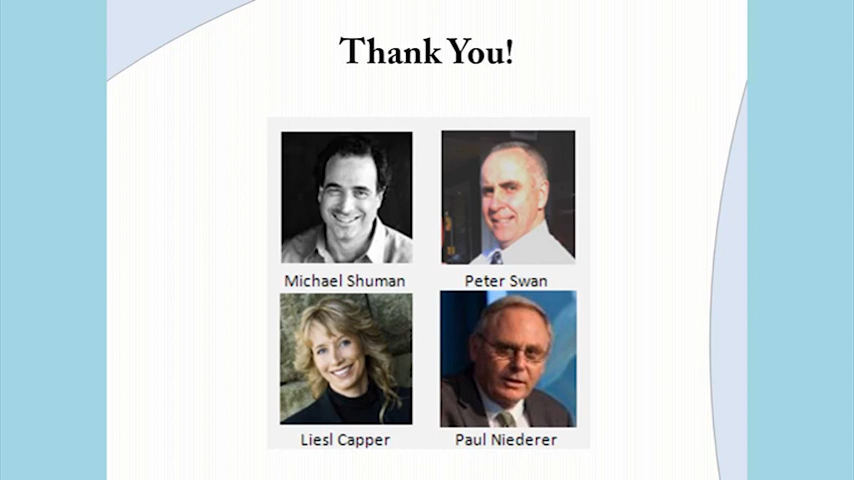 Thank You!
Michael Shuman
Peter Swan
Liesl Capper
Paul Niederer